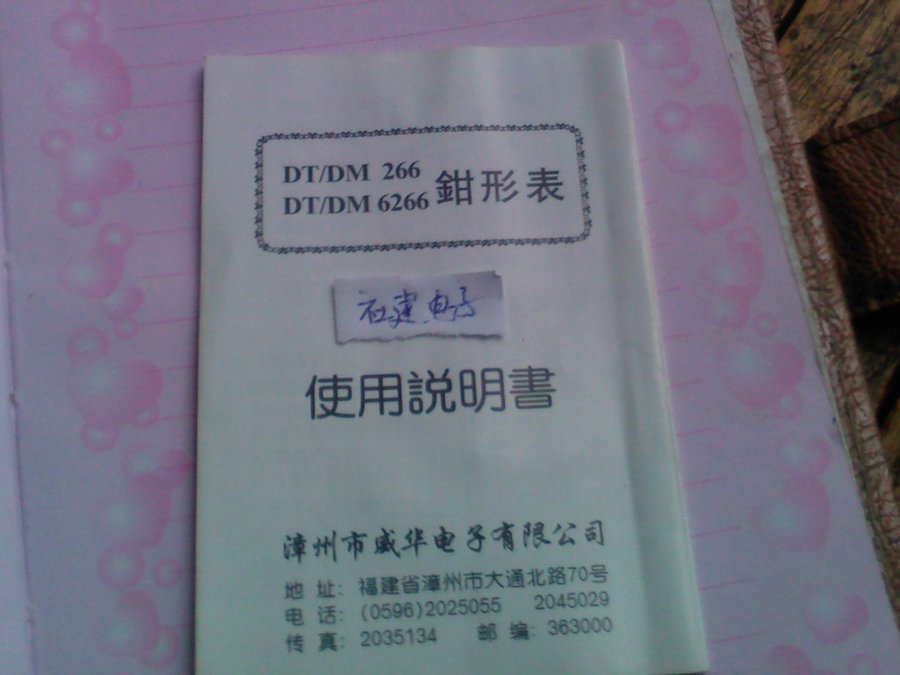 DT/DM 266
DT/DM 6266
鉗形表
石建电子
使用説明書
漳州市威华电子有限公司
地 址: 福建省漳州市大通北路70号
电 话: (0596)2025055 2045029
传 真: 2035134 邮 编: 363000